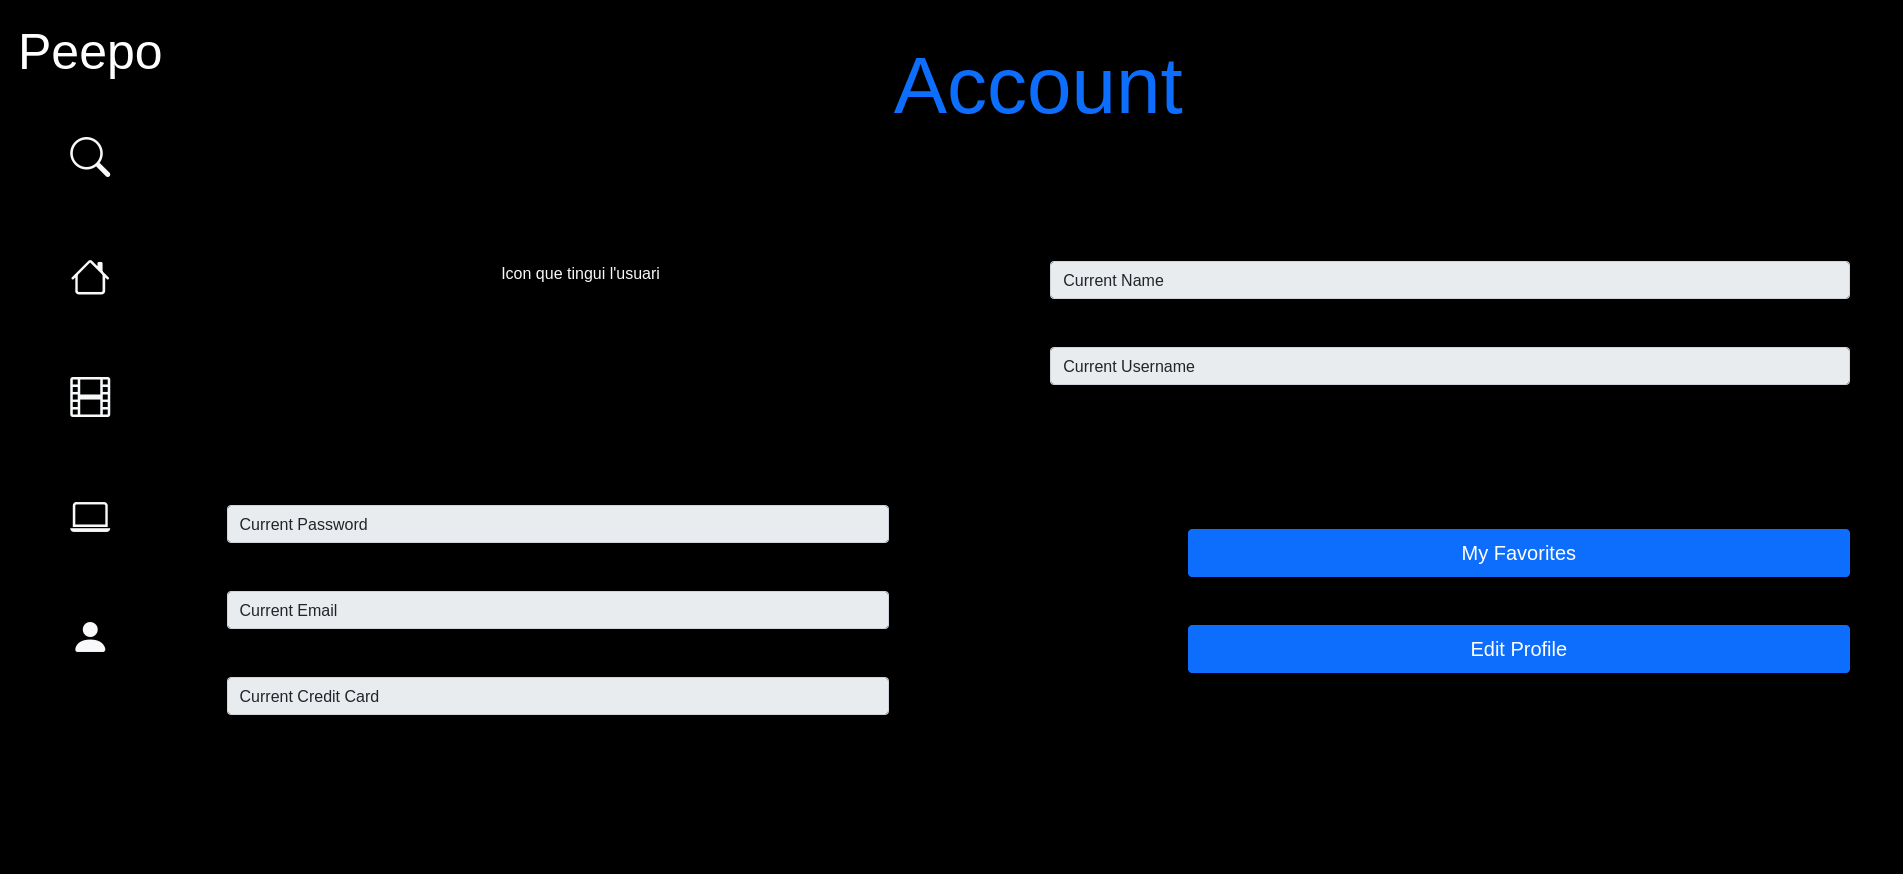 Peepo
Account
Icon que tingui l'usuari
Current Name
Current Username
Current Password
Current Email
Current Credit Card
My Favorites
Edit Profile